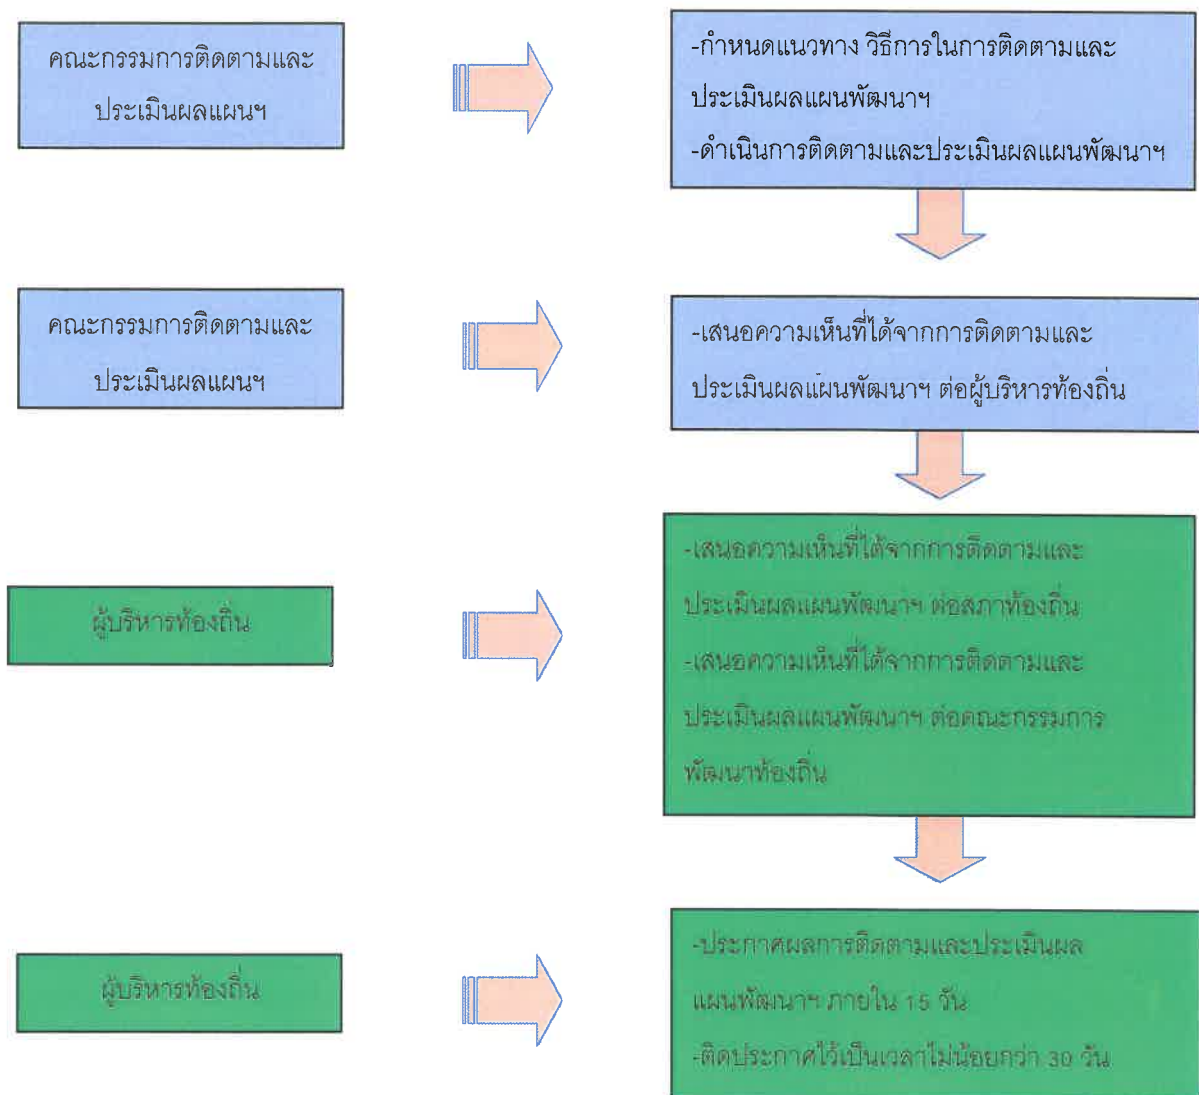 คณะกรรมการติดตามและ
ประเมินผลแผนฯ
-กำหนดแนวทาง วิธีการในการติดตามและ
ประเมินผลแผนพัฒนาฯ
-ดำเนินการติดตามและประเมินผลแผนพัฒนาฯ
คณะกรรมการติดตามและ
ประเมินผลแผนฯ
-เสนอความเห็นที่ได้จากการติดตามและ
ประเมินผลแผนพัฒนาฯ ต่อผู้บริหารท้องถิ่น
ผู้บริหารท้องถิ่น
-เสนอความเห็นที่ได้จากการติดตามและ
ประเมินผลแผนพัฒนาฯ ต่อสภาท้องถิ่น
-เสนอความเห็นที่ได้จากการติดตามและ
ประเมินผลแผนพัฒนาฯ ต่อคณะกรรมการ
พัฒนาท้องถิ่น
ผู้บริหารท้องถิ่น
-ประกาศผลการติดตามและประเมินผล
แผนพัฒนาฯ ภายใน 15 วัน
-ติดประกาศไว้เป็นเวลาไม่น้อยกว่า 30 วัน